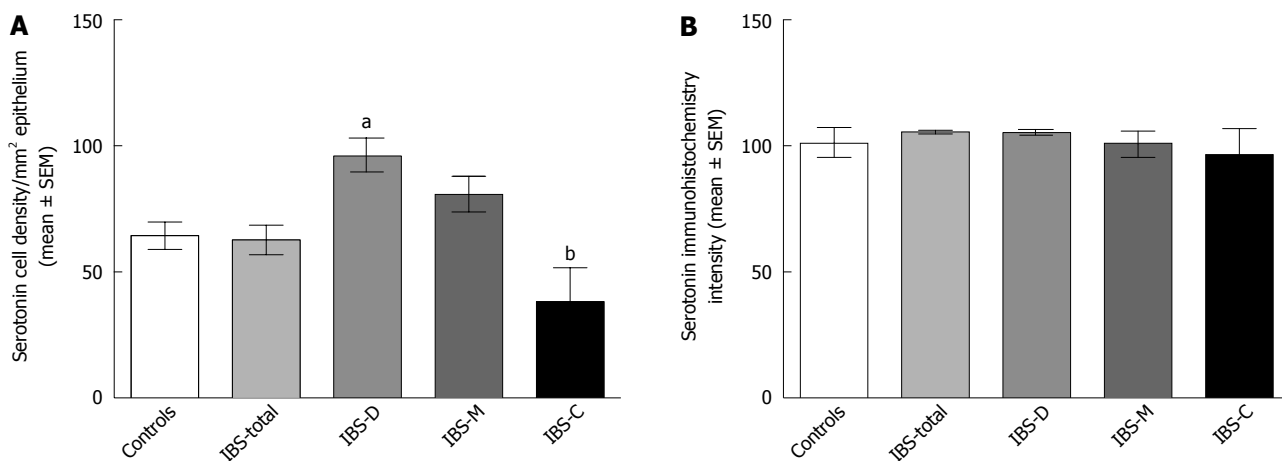 A
Serotonin cell density/mm² epithelium
(mean ± SEM)
150
100
50
0
a
b
Controls
IBS-total
IBS-D
IBS-M
IBS-C
B
Serotonin immunohistochemistry
intensity (mean ± SEM)
150
100
50
0
Controls
IBS-total
IBS-D
IBS-M
IBS-C